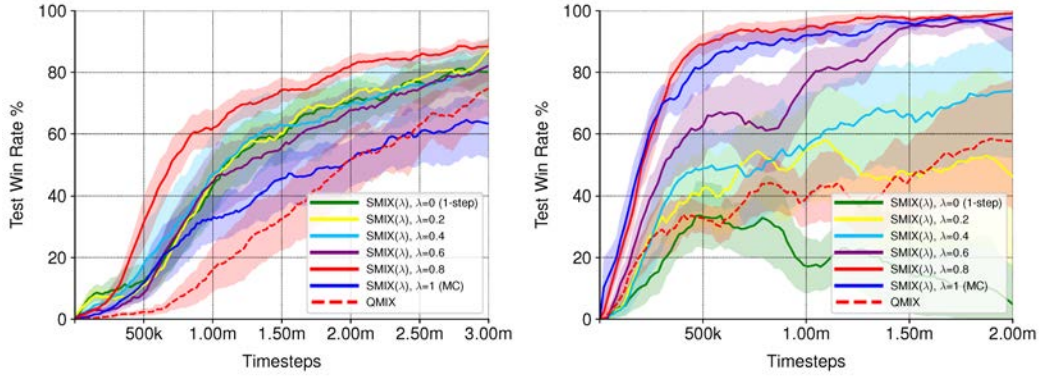 100
80
60
40
20
0
Test Win Rate %
500k
1.00m
1.50m
2.00m
2.50m
3.00m
Timesteps
SMIX(λ), λ=0 (1-step)
SMIX(λ), λ=0.2
SMIX(λ), λ=0.4
SMIX(λ), λ=0.6
SMIX(λ), λ=0.8
SMIX(λ), λ=1 (MC)
QMIX
100
80
60
40
20
0
Test Win Rate %
500k
1.00m
1.50m
2.00m
Timesteps
SMIX(λ), λ=0 (1-step)
SMIX(λ), λ=0.2
SMIX(λ), λ=0.4
SMIX(λ), λ=0.6
SMIX(λ), λ=0.8
SMIX(λ), λ=1 (MC)
QMIX